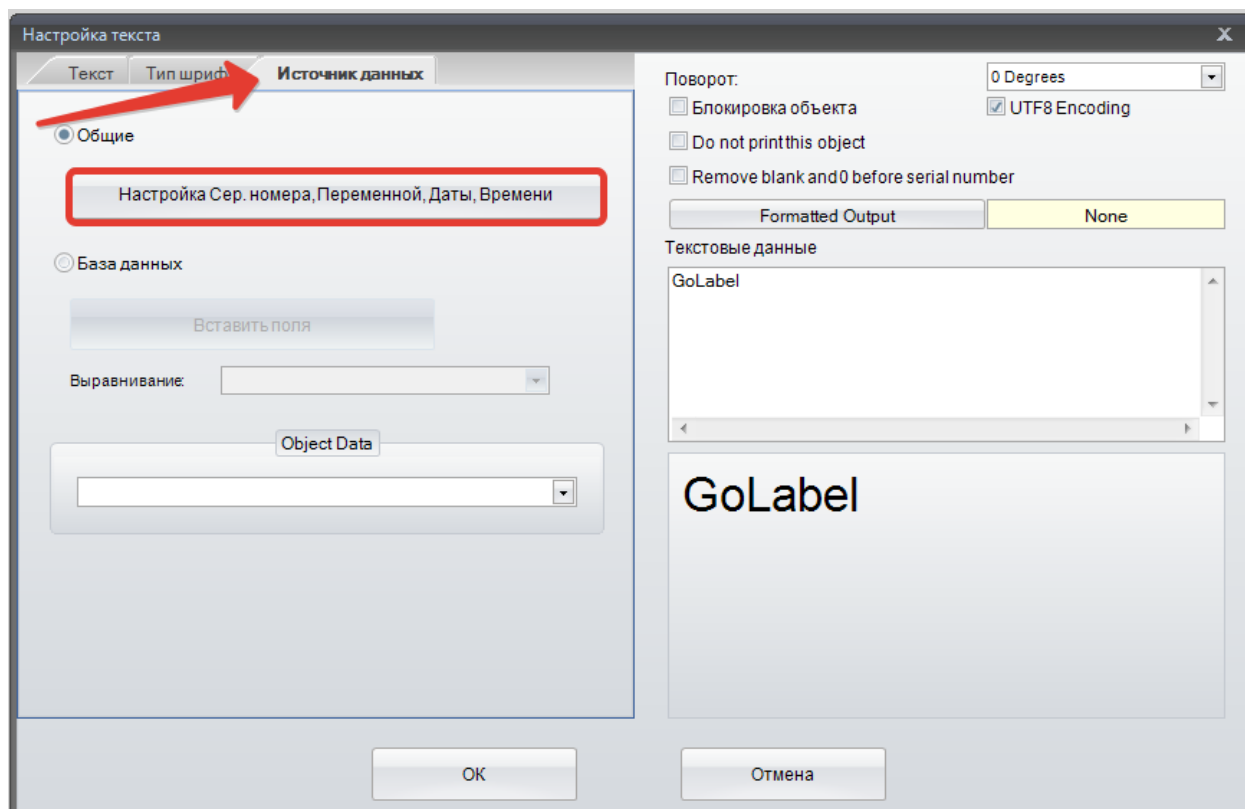 Настройка текста
X
Текст
Тип шриф
Источник данных
Общие
Настройка Сер. номера, Переменной, Даты, Времени
База данных
Вставить поля
Выравнивание:
Object Data
Поворот:
0 Degrees
Блокировка объекта
UTF8 Encoding
Do not print this object
Remove blank and 0 before serial number
Formatted Output
None
Текстовые данные
GoLabel
GoLabel
ОК
Отмена